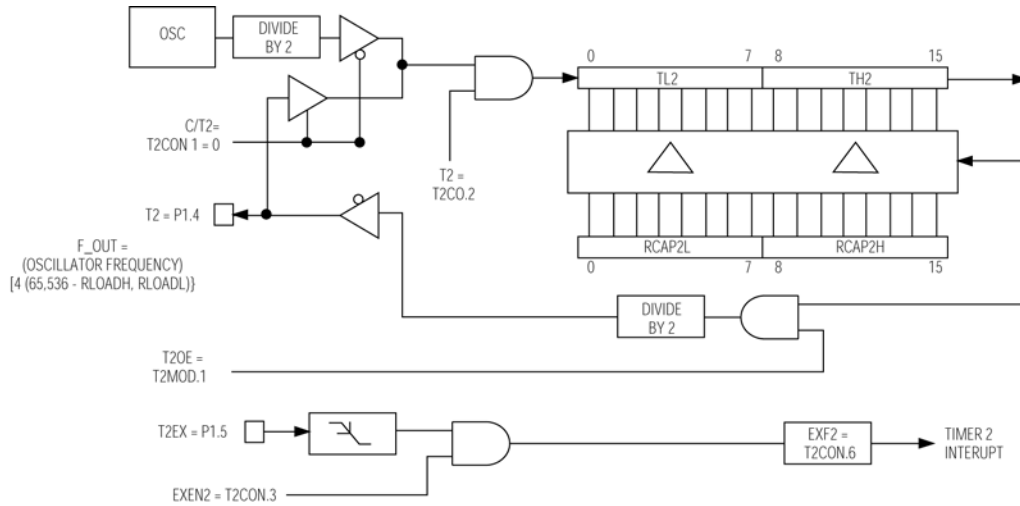 OSC
DIVIDE
BY 2
0
7
8
15
TL2
TH2
C/T2=
T2CON 1 = 0
T2 =
T2CO.2
T2 = P1.4
F_OUT =
(OSCILLATOR FREQUENCY)
[4 (65,536 - RLOADH, RLOADL)}
RCAP2L
RCAP2H
0
7
8
15
DIVIDE
BY 2
T2OE =
T2MOD.1
T2EX = P1.5
EXF2 =
T2CON.6
TIMER 2
INTERUPT
EXEN2 = T2CON.3